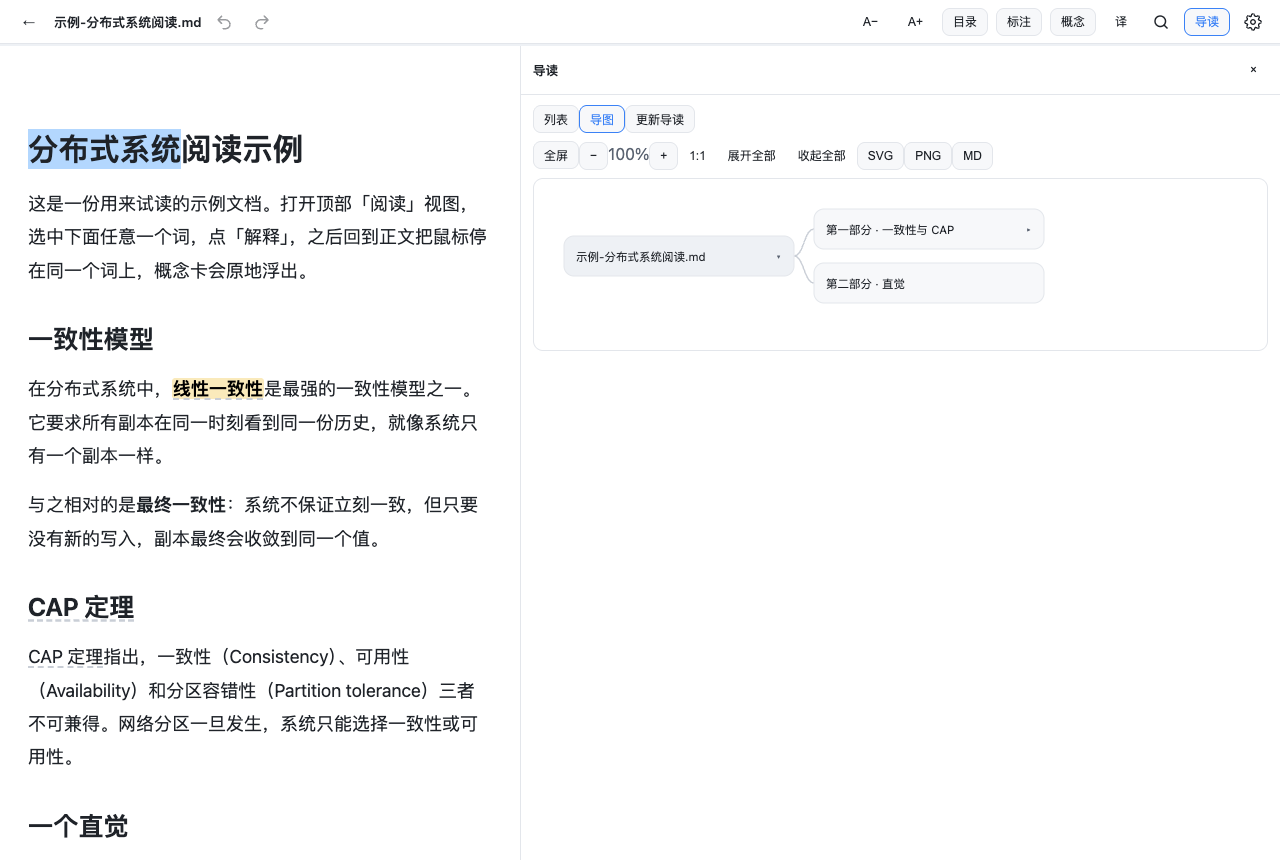 ← 示例-分布式系统阅读.md
A− A+ 目录 标注 概念 译 导读
分布式系统阅读示例
这是一份用来试读的示例文档。打开顶部「阅读」视图，
选中下面任意一个词，点「解释」，之后回到正文把鼠标停
在同一个词上，概念卡会原地浮出。
一致性模型
在分布式系统中，线性一致性是最强的一致性模型之一。
它要求所有副本在同一时刻看到同一份历史，就像系统只
有一个副本一样。
与之相对的是最终一致性：系统不保证立刻一致，但只要
没有新的写入，副本最终会收敛到同一个值。
CAP 定理
CAP 定理指出，一致性（Consistency）、可用性
（Availability）和分区容错性（Partition tolerance）三者
不可兼得。网络分区一旦发生，系统只能选择一致性或可
用性。
一个直觉
导读 ×
列表 导图 更新导读
全屏 − 100% + 1:1 展开全部 收起全部 SVG PNG MD
示例-分布式系统阅读.md
第一部分 · 一致性与 CAP
第二部分 · 直觉